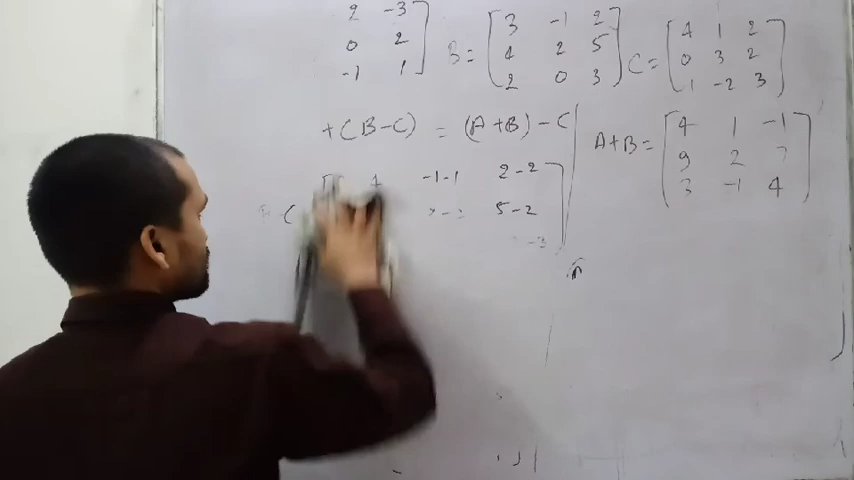 2 -3
0 2
-1 1
B = [3 -1 2
4 2 5
2 0 3]
C = [4 1 2
0 3 2
1 -2 3]
+(B-C) = (A+B)-C
A+B = [4 1 -1
9 2 7
3 -1 4]
4 -1-1 2-2
5-2
-3